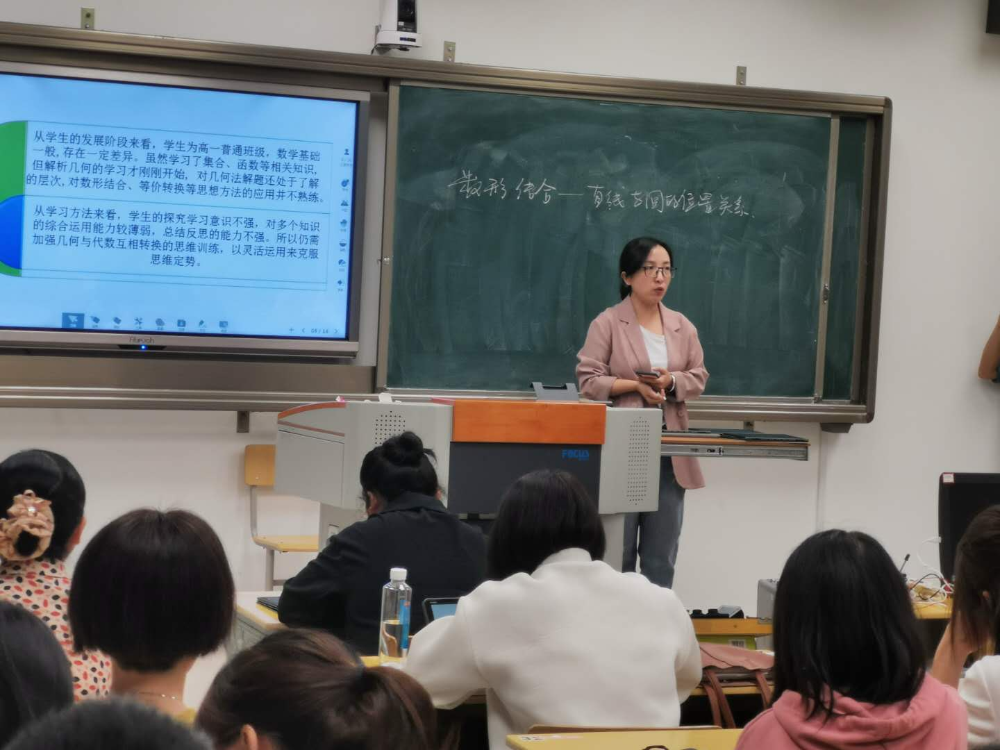 从学生的发展阶段来看，学生为高一普通班级，数学基础
一般，存在一定差异。虽然学习了集合、函数等相关知识，
但解析几何的学习才刚刚开始，对几何法解题还处于了解
的层次，对数形结合、等价转换等思想方法的应用并不熟练。
从学习方法来看，学生的探究学习意识不强，对多个知识
的综合运用能力较薄弱，总结反思的能力不强。所以仍需
加强几何与代数互相转换的思维训练，以灵活运用来克服
思维定势。
数形结合——直线与圆的位置关系
FOCUS